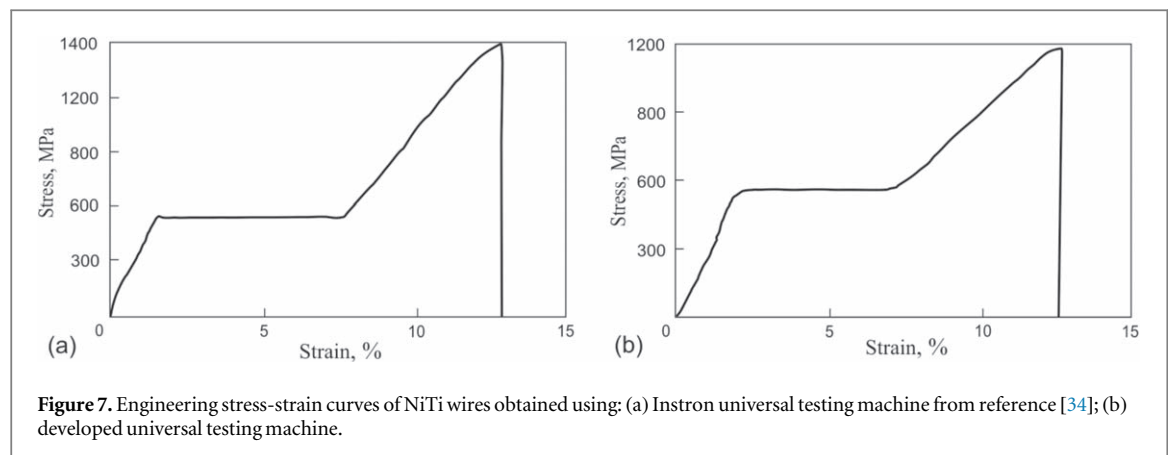 1400
1200
800
600
300
0
5
10
15
Stress, MPa
Strain, %
(a)
1200
800
600
300
0
5
10
15
Stress, MPa
Strain, %
(b)
Figure 7. Engineering stress-strain curves of NiTi wires obtained using: (a) Instron universal testing machine from reference [34]; (b)
developed universal testing machine.